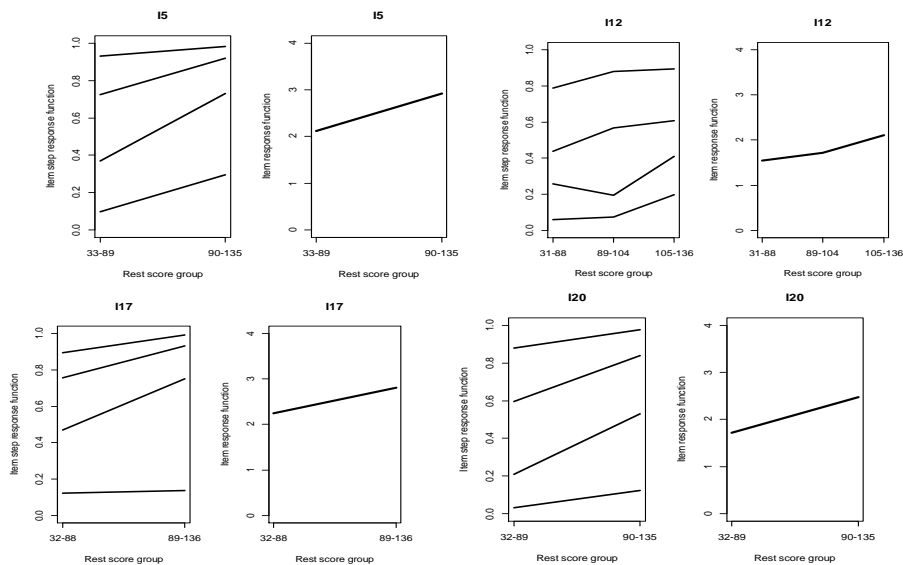 I5
Item step response function
0.0 0.2 0.4 0.6 0.8 1.0
33-89 90-135
Rest score group
I5
Item response function
0 1 2 3 4
33-89 90-135
Rest score group
I12
Item step response function
0.0 0.2 0.4 0.6 0.8 1.0
31-88 89-104 105-136
Rest score group
I12
Item response function
0 1 2 3 4
31-88 89-104 105-136
Rest score group
I17
Item step response function
0.0 0.2 0.4 0.6 0.8 1.0
32-88 89-136
Rest score group
I17
Item response function
0 1 2 3 4
32-88 89-136
Rest score group
I20
Item step response function
0.0 0.2 0.4 0.6 0.8 1.0
32-89 90-135
Rest score group
I20
Item response function
0 1 2 3 4
32-89 90-135
Rest score group